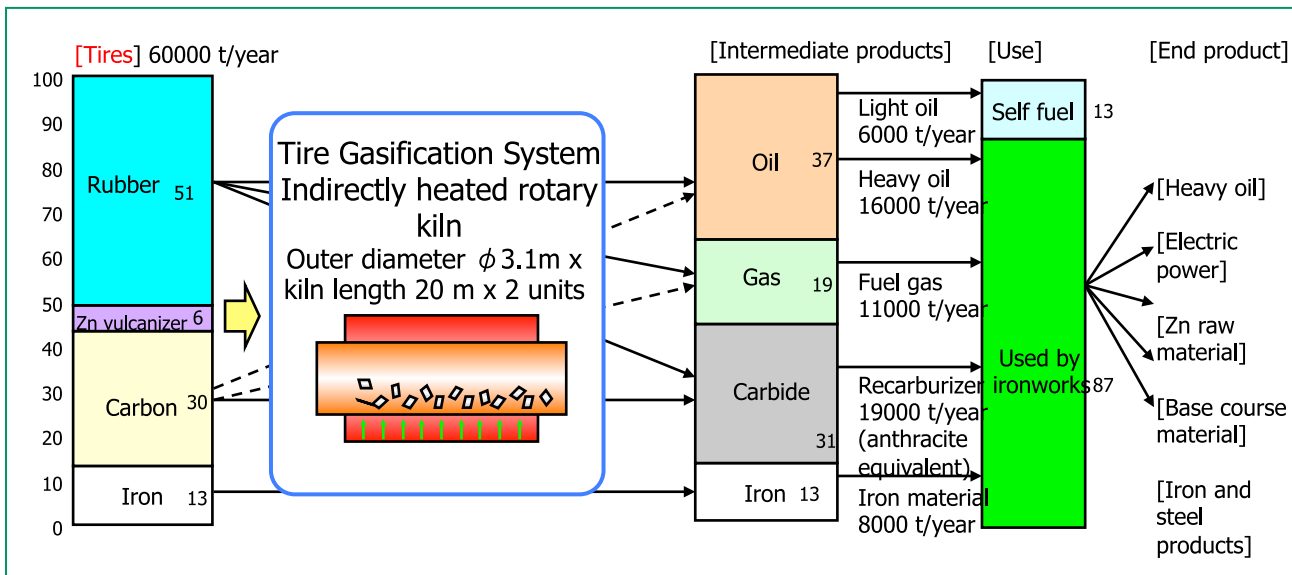 [Tires] 60000 t/year
100
90
80
70
60
50
40
30
20
10
0
Rubber 51
Zn vulcanizer 6
Carbon 30
Iron 13
Tire Gasification System
Indirectly heated rotary
kiln
Outer diameter φ3.1m x
kiln length 20 m x 2 units
[Intermediate products]
Oil 37
Gas 19
Carbide
31
Iron 13
Light oil
6000 t/year
Heavy oil
16000 t/year
Fuel gas
11000 t/year
Recarburizer
19000 t/year
(anthracite
equivalent)
Iron material
8000 t/year
[Use]
Self fuel 13
Used by
ironworks 87
[End product]
[Heavy oil]
[Electric
power]
[Zn raw
material]
[Base course
material]
[Iron and
steel
products]